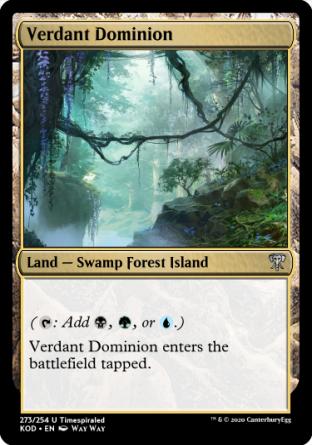 Verdant Dominion
Land — Swamp Forest Island
( : Add , , or .)
Verdant Dominion enters the
battlefield tapped.
273/254 U Timespiraled
KOD • EN Way Way
™ & © 2020 CanterburyEgg